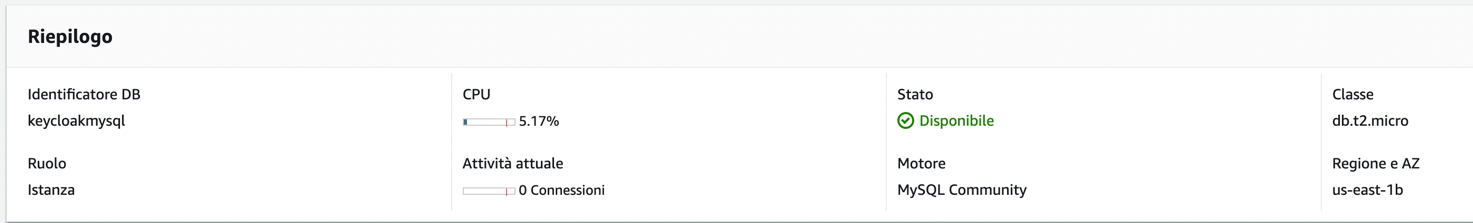 Riepilogo
Identificatore DB
keycloakmysql
CPU
5.17%
Stato
Disponibile
Classe
db.t2.micro
Ruolo
Istanza
Attività attuale
0 Connessioni
Motore
MySQL Community
Regione e AZ
us-east-1b